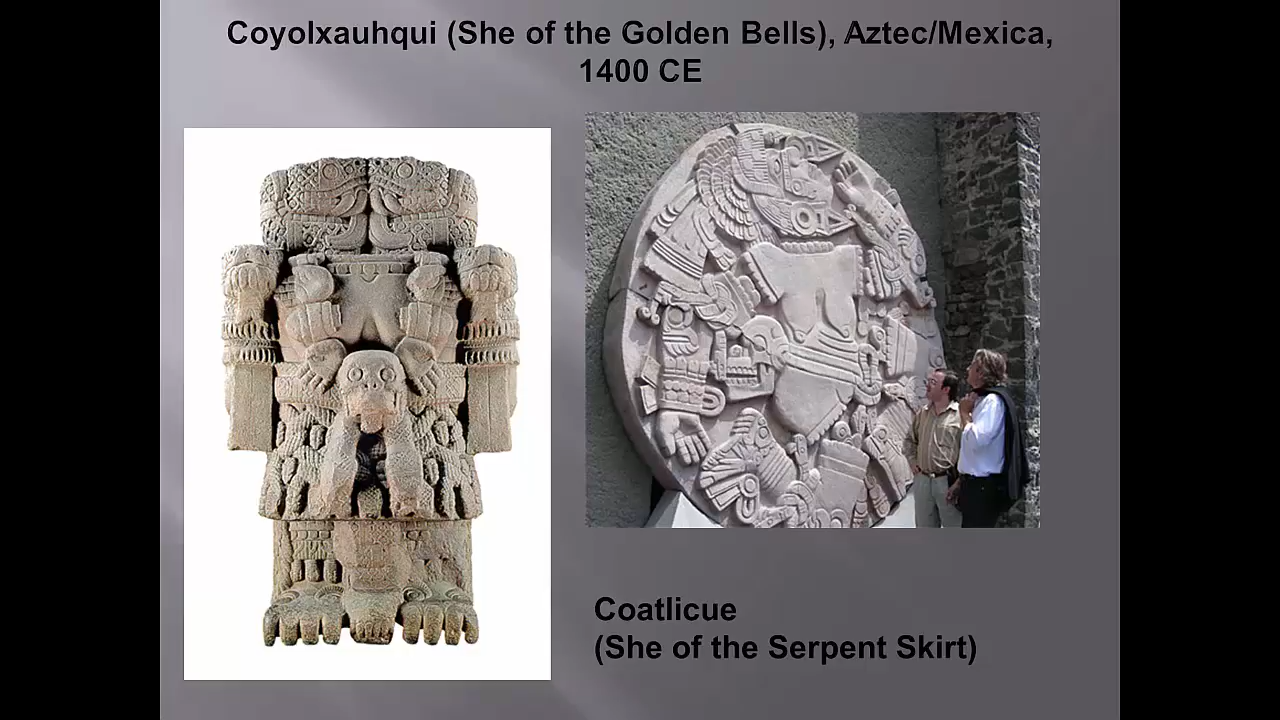 Coyolxauhqui (She of the Golden Bells), Aztec/Mexica,
1400 CE
Coatlicue
(She of the Serpent Skirt)